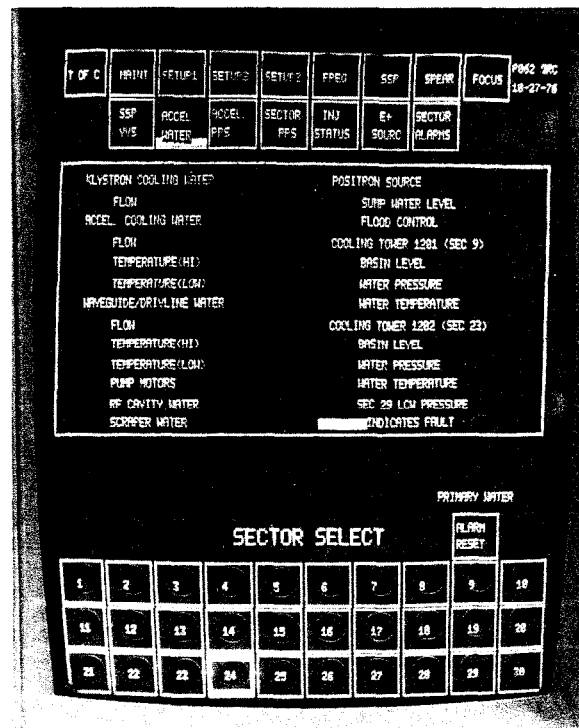 T OF C MAINT SETUP1 SETUP3 SETUP2 FREQ SSP SPEAR FOCUS P062 GRC
10-27-76
SSP VVS ACCEL WATER ACCEL. PPS SECTOR PPS INJ STATUS E+ SOURC SECTOR ALARMS
KLYSTRON COOLING WATER
FLOW
ACCEL. COOLING WATER
FLOW
TEMPERATURE(HI)
TEMPERATURE(LOW)
WAVEGUIDE/DRIVLINE WATER
FLOW
TEMPERATURE(HI)
TEMPERATURE(LOW)
PUMP MOTORS
RF CAVITY WATER
SCRAPER WATER
POSITRON SOURCE
SUMP WATER LEVEL
FLOOD CONTROL
COOLING TOWER 1201 (SEC 9)
BASIN LEVEL
WATER PRESSURE
WATER TEMPERATURE
COOLING TOWER 1202 (SEC 23)
BASIN LEVEL
WATER PRESSURE
WATER TEMPERATURE
SEC 29 LCW PRESSURE
INDICATES FAULT
PRIMARY WATER
SECTOR SELECT
ALARM
RESET
1 2 3 4 5 6 7 8 9 10
11 12 13 14 15 16 17 18 19 20
21 22 23 24 25 26 27 28 29 30